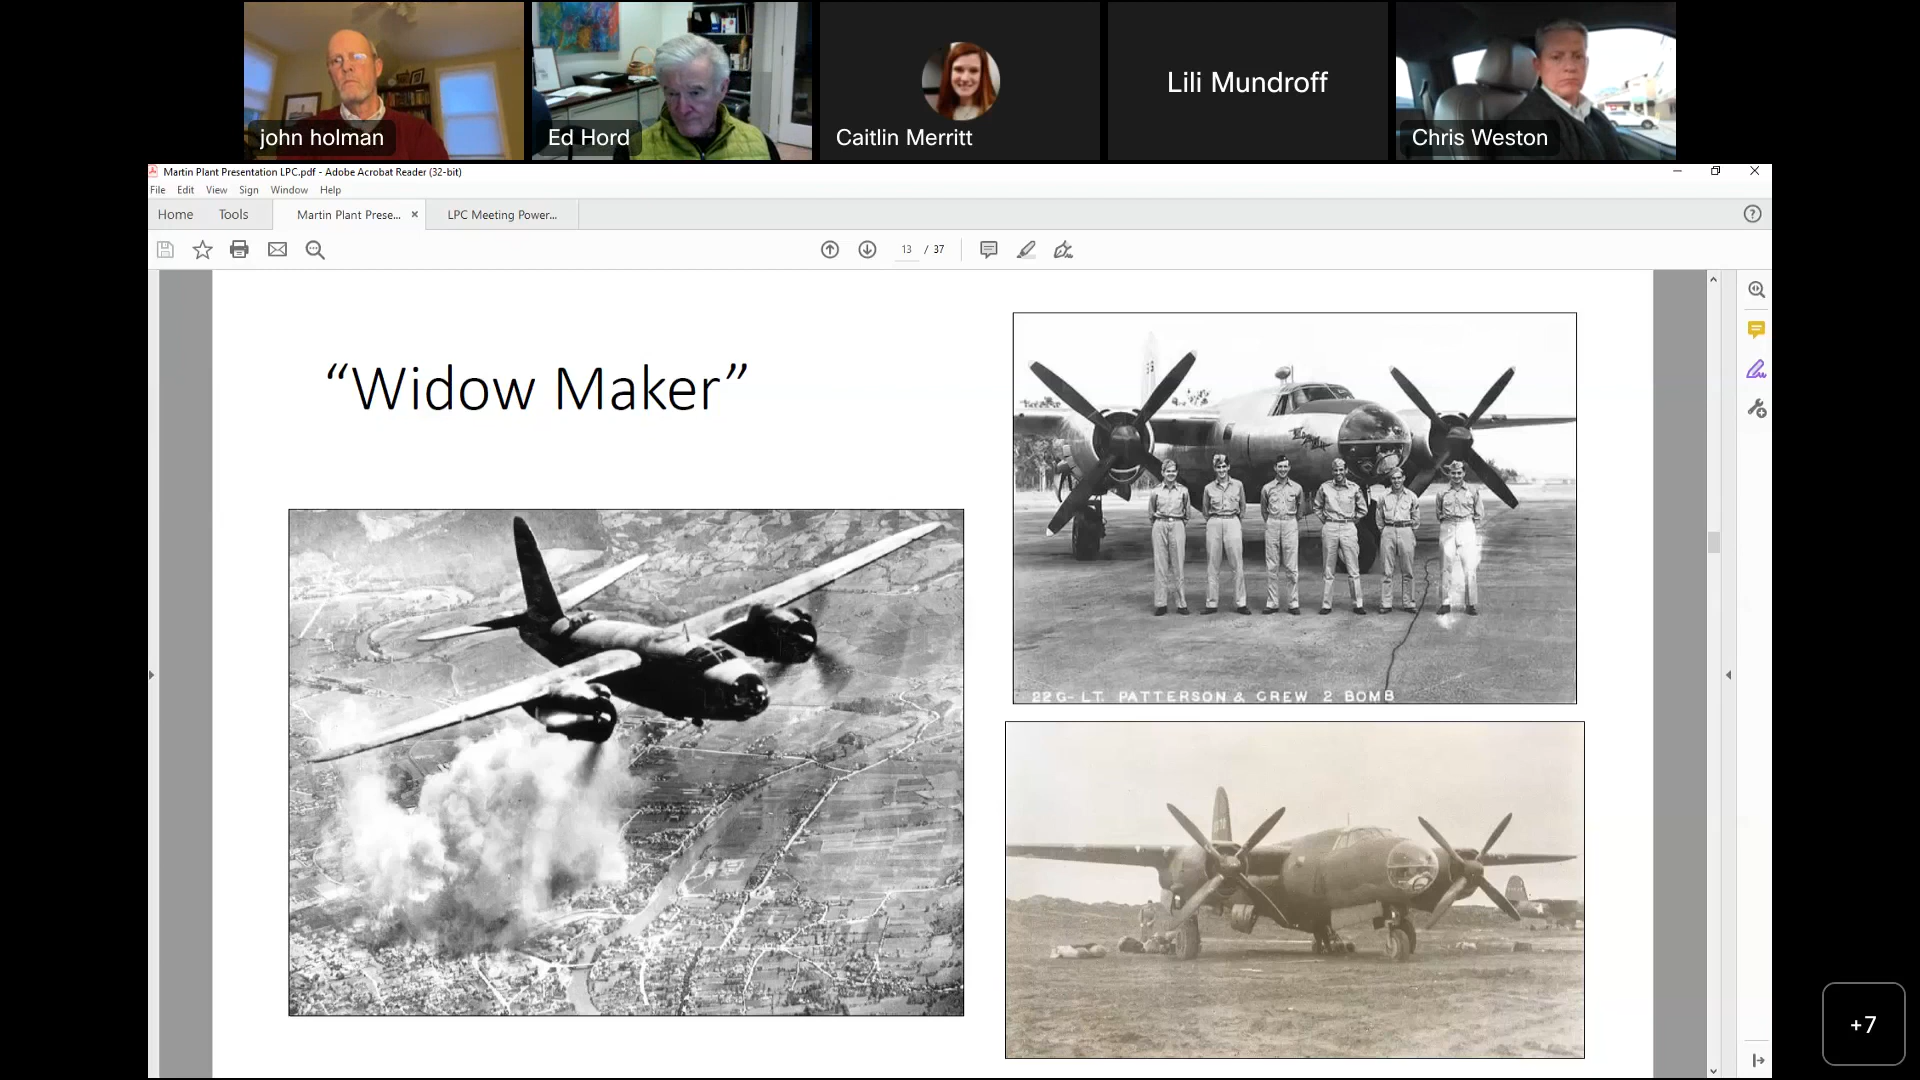 john holman
Ed Hord
Caitlin Merritt
Lili Mundroff
Chris Weston
Martin Plant Presentation LPC.pdf - Adobe Acrobat Reader (32-bit)
File Edit View Sign Window Help
Home Tools Martin Plant Prese... × LPC Meeting Power...
13 / 37
“Widow Maker”
22G- LT. PATTERSON & CREW 2 BOMB
+7